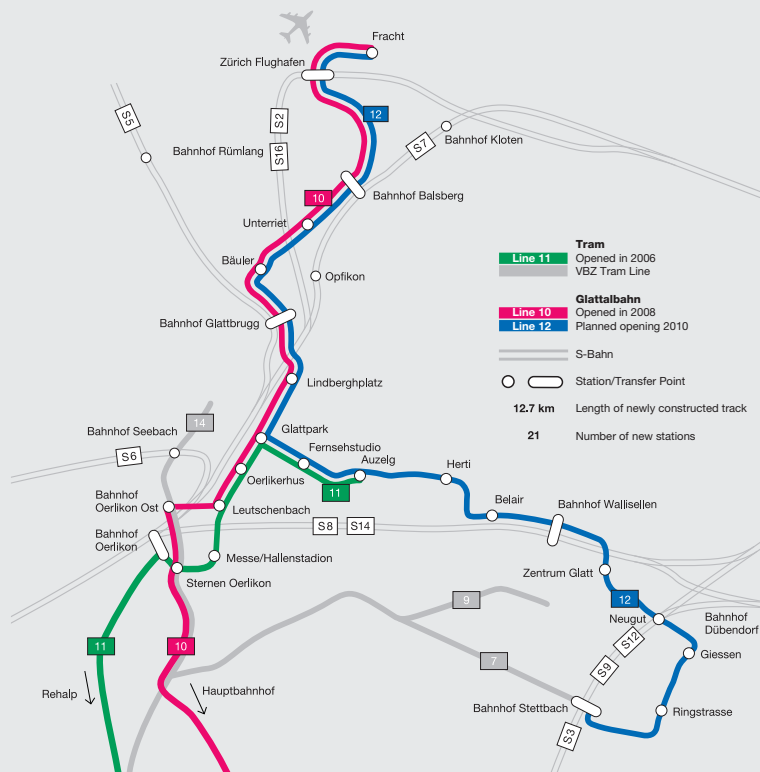 Fracht
Zürich Flughafen
12
S2
S5
Bahnhof Kloten
S7
Bahnhof Rümlang
S16
Bahnhof Balsberg
10
Unterriet
Bäuler
Opfikon
Bahnhof Glattbrugg
Lindberghplatz
Tram
Line 11 Opened in 2006
VBZ Tram Line
Glattalbahn
Line 10 Opened in 2008
Line 12 Planned opening 2010
S-Bahn
Station/Transfer Point
12.7 km Length of newly constructed track
21 Number of new stations
14
Bahnhof Seebach
S6
Glattpark
Fernsehstudio
Auzelg
Herti
Oerlikerhus
11
Bahnhof
Oerlikon Ost
Leutschenbach
Belair
Bahnhof Wallisellen
S8
S14
Bahnhof
Oerlikon
Messe/Hallenstadion
Sternen Oerlikon
Zentrum Glatt
9
12
Neugut
Bahnhof
Dübendorf
S12
Giessen
11
10
7
S9
Rehalp
Hauptbahnhof
Bahnhof Stettbach
Ringstrasse
S3